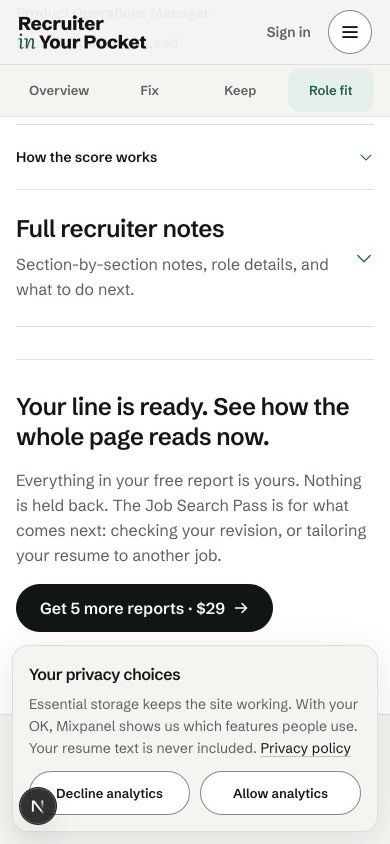 Product Operations Manager
Recruiter
in Your Pocket
Lead
Sign in
Overview
Fix
Keep
Role fit
How the score works
Full recruiter notes
Section-by-section notes, role details, and
what to do next.
Your line is ready. See how the
whole page reads now.
Everything in your free report is yours. Nothing
is held back. The Job Search Pass is for what
comes next: checking your revision, or tailoring
your resume to another job.
Get 5 more reports · $29 →
Your privacy choices
Essential storage keeps the site working. With your
OK, Mixpanel shows us which features people use.
Your resume text is never included. Privacy policy
Decline analytics
Allow analytics
N